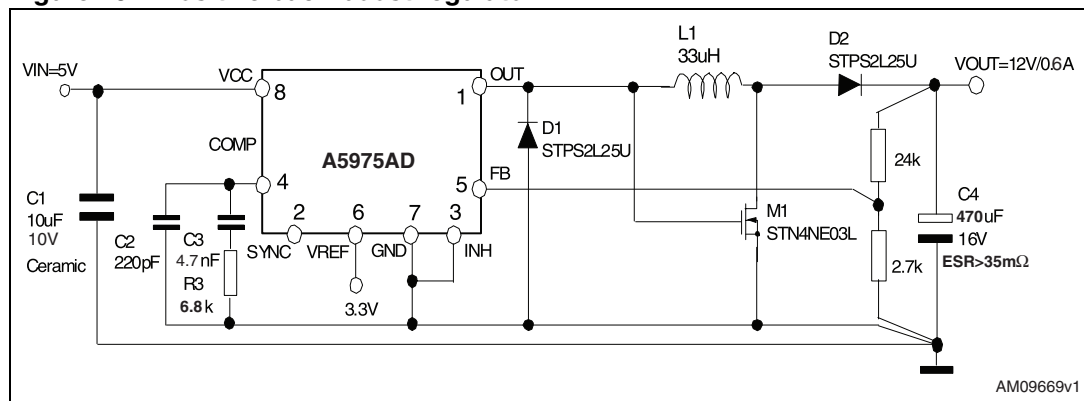 VIN=5V
VCC
8
OUT
1
L1
33uH
D2
STPS2L25U
VOUT=12V/0.6A
COMP
4
A5975AD
D1
STPS2L25U
FB
5
24k
C1
10uF
10V
Ceramic
C2
220pF
C3
4.7nF
R3
6.8k
2
SYNC
6
VREF
7
GND
3
INH
3.3V
M1
STN4NE03L
2.7k
C4
470uF
16V
ESR>35mΩ
AM09669v1